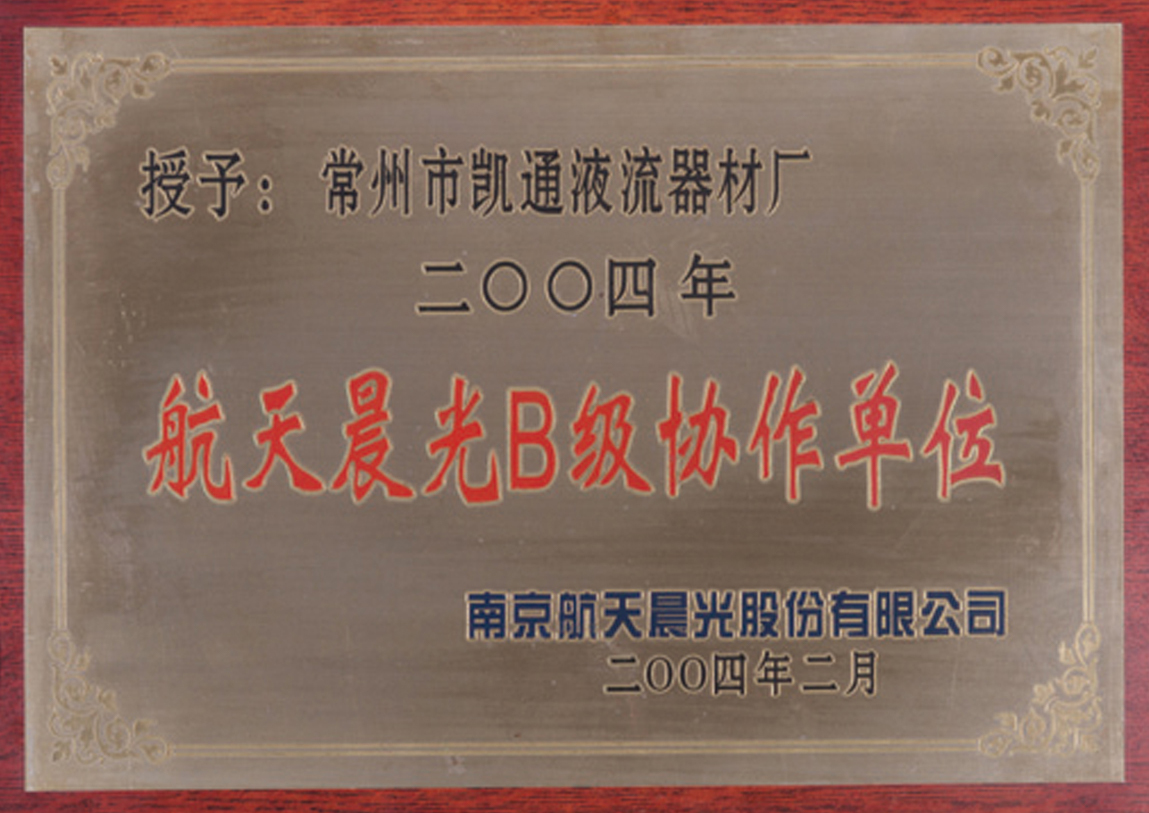 授予：常州市凯通液流器材厂
二〇〇四年
航天晨光B级协作单位
南京航天晨光股份有限公司
二〇〇四年二月